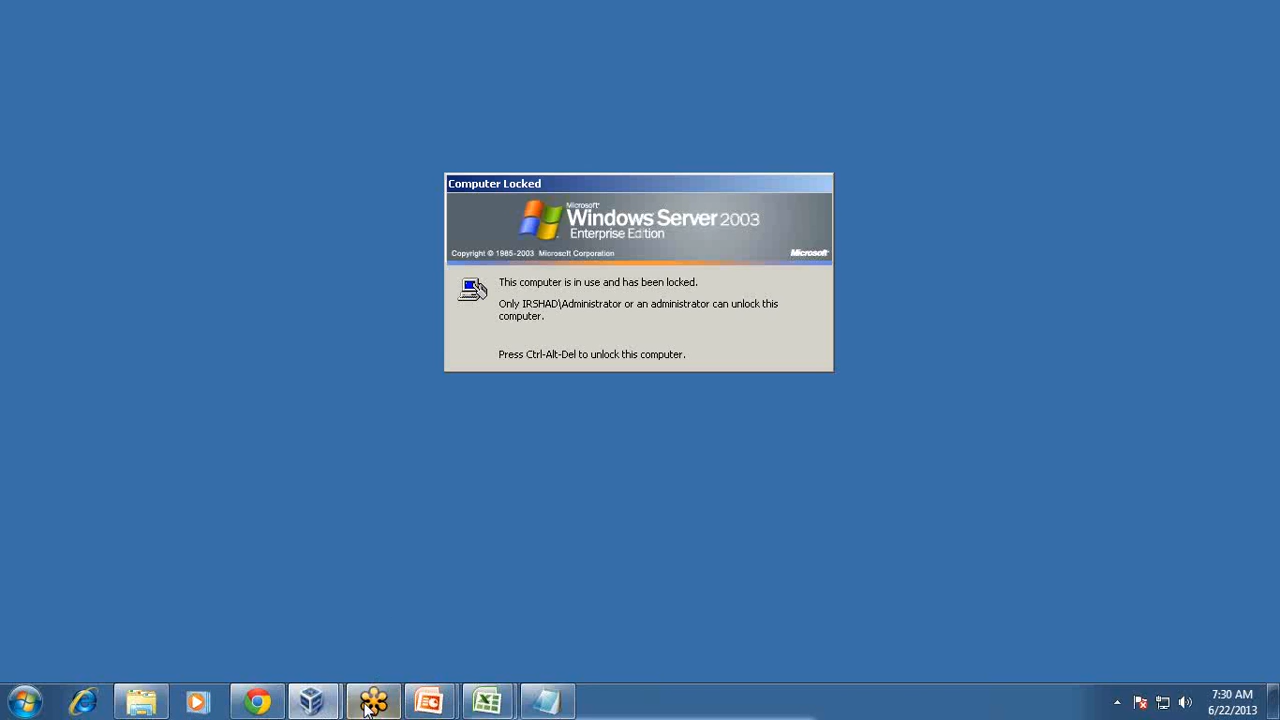 Computer Locked
Microsoft
Windows Server 2003
Enterprise Edition
Copyright © 1985-2003 Microsoft Corporation
Microsoft
This computer is in use and has been locked.
Only IRSHAD\Administrator or an administrator can unlock this
computer.
Press Ctrl-Alt-Del to unlock this computer.
7:30 AM
6/22/2013